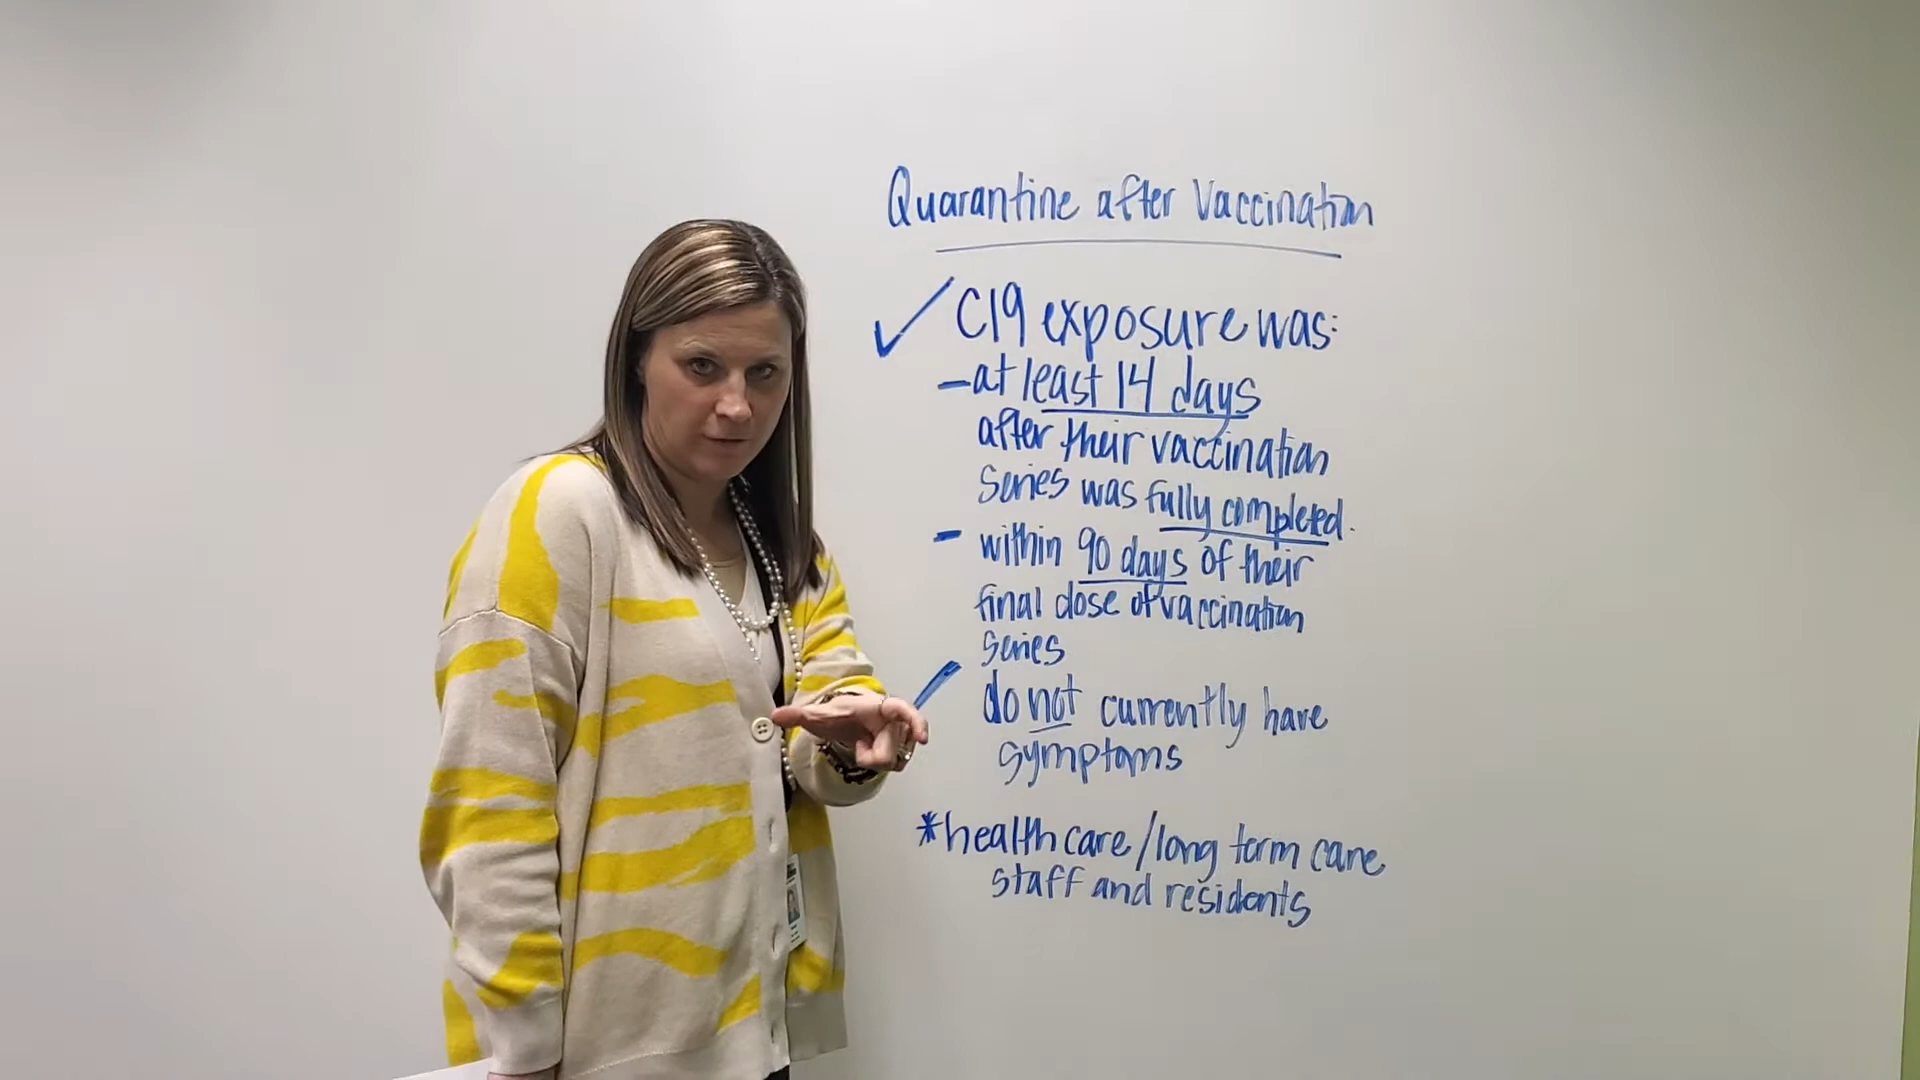 Quarantine after Vaccination
✓ C19 exposure was:
- at least 14 days
after their vaccination
series was fully completed.
- within 90 days of their
final dose of vaccination
series
do not currently have
symptoms
*healthcare/long term care
staff and residents